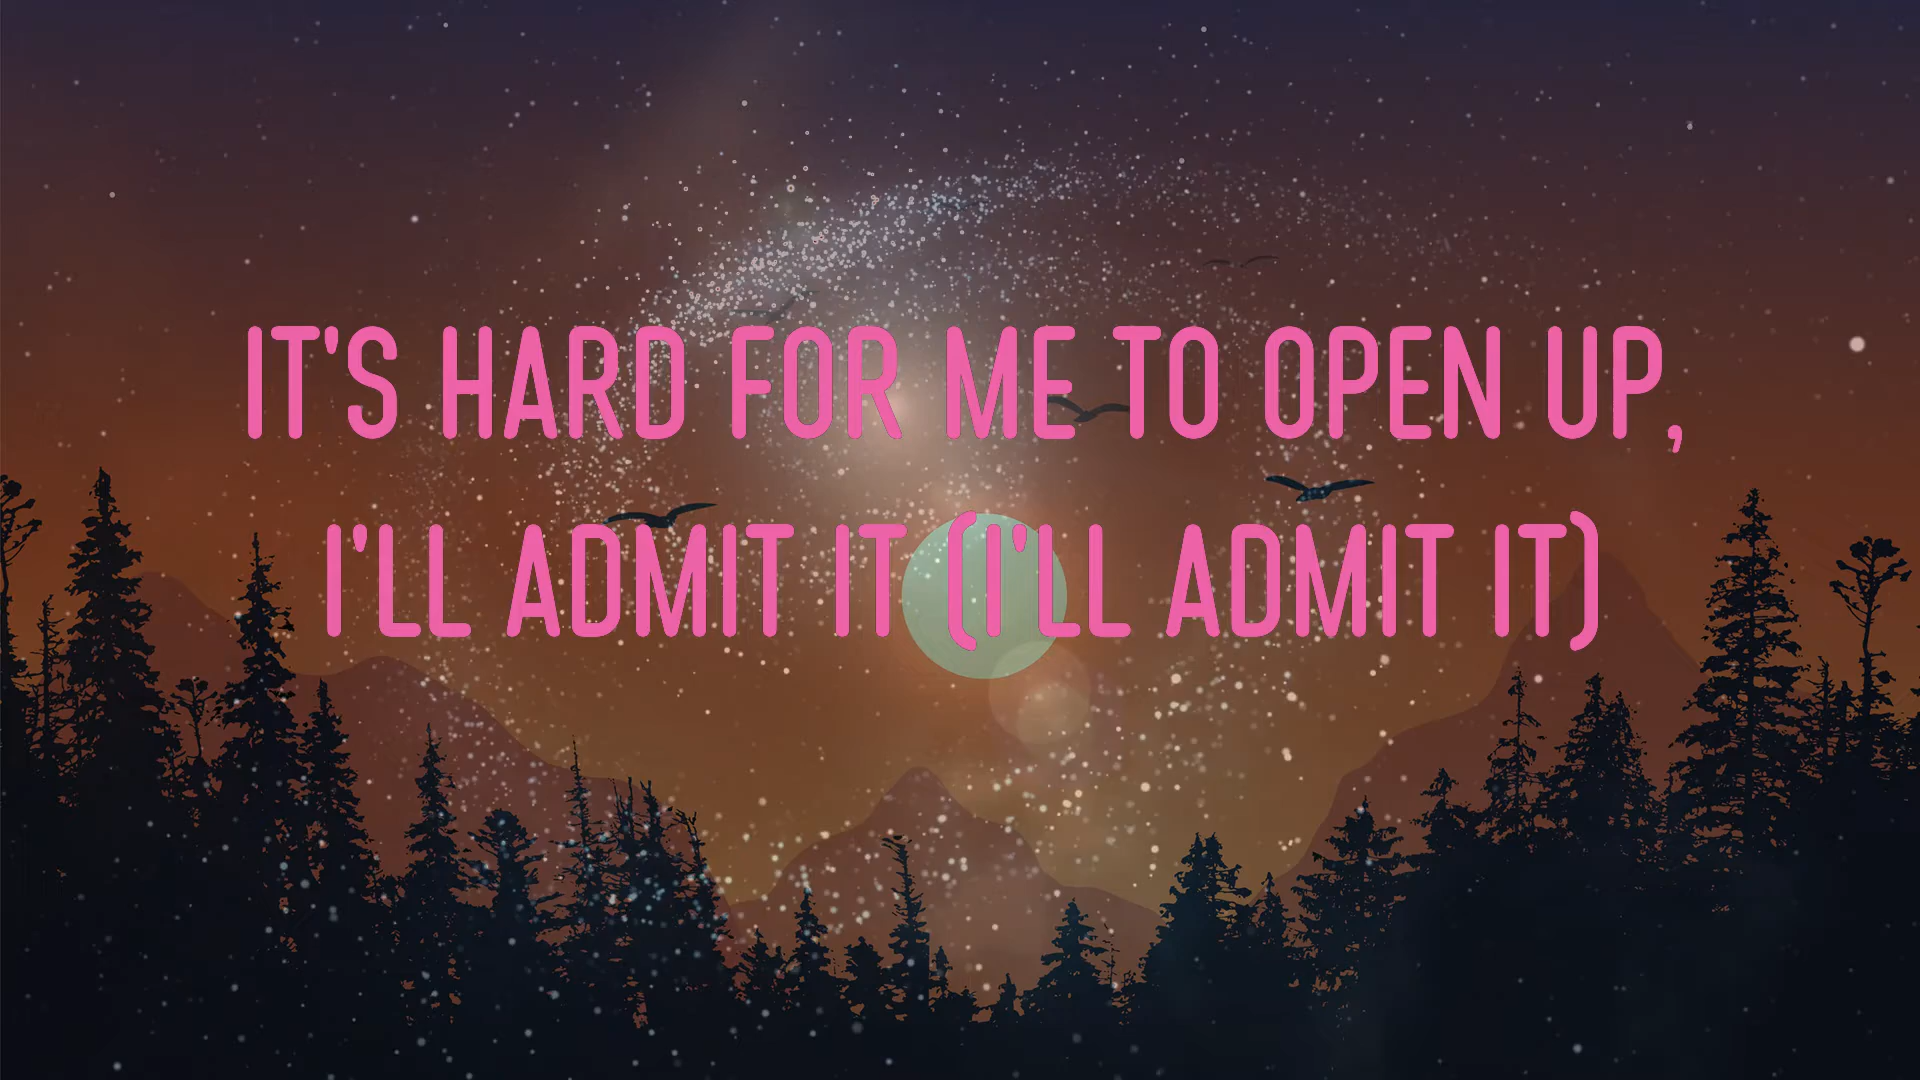 IT'S HARD FOR ME TO OPEN UP,
I'LL ADMIT IT (I'LL ADMIT IT)